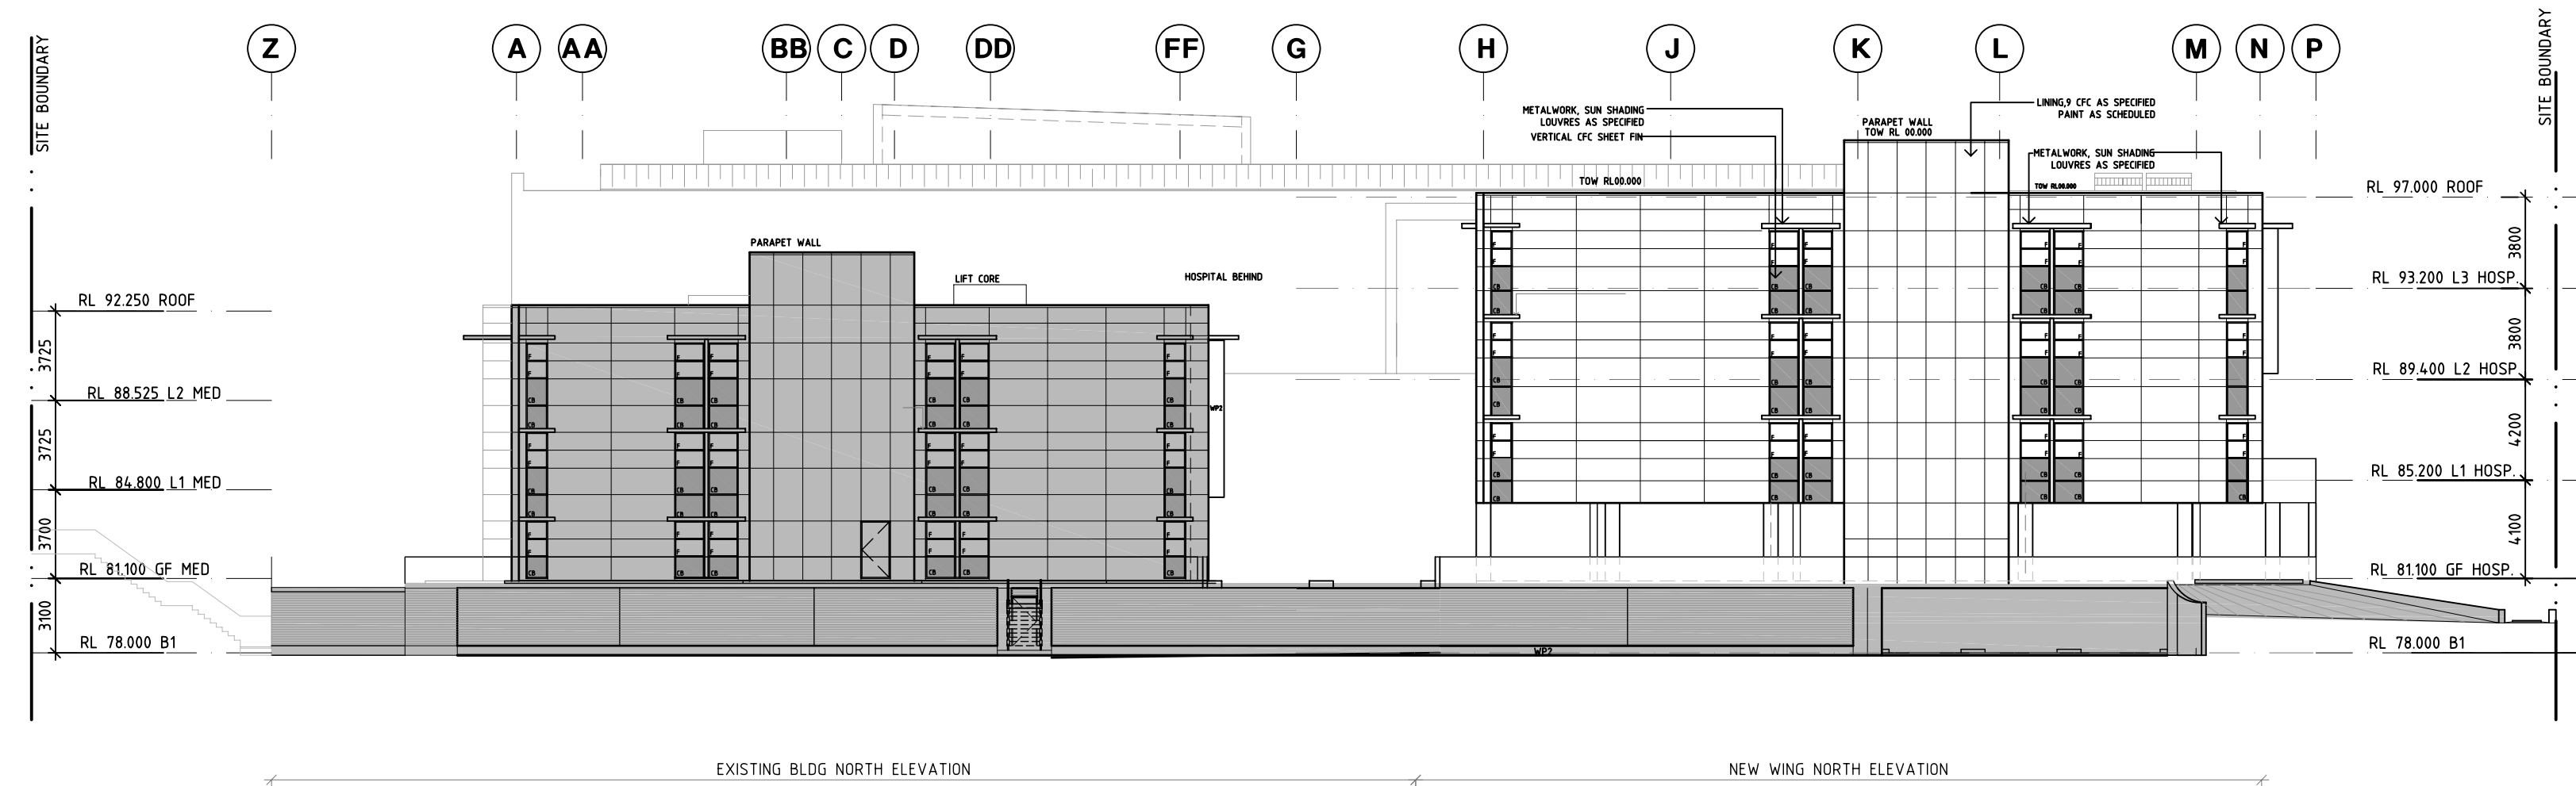 SITE BOUNDARY
Z A AA BB C D DD FF G H J K L M N P
SITE BOUNDARY
METALWORK, SUN SHADING
LOUVRES AS SPECIFIED
VERTICAL CFC SHEET FIN
PARAPET WALL
TOW RL 00.000
LINING,9 CFC AS SPECIFIED
PAINT AS SCHEDULED
METALWORK, SUN SHADING
LOUVRES AS SPECIFIED
TOW RL00.000
TOW RL00.000
PARAPET WALL
LIFT CORE
HOSPITAL BEHIND
RL 92.250 ROOF
3725
RL 88.525 L2 MED
3725
RL 84.800 L1 MED
3700
RL 81.100 GF MED
3100
RL 78.000 B1
WP2
WP2
RL 97.000 ROOF
3800
RL 93.200 L3 HOSP.
3800
RL 89.400 L2 HOSP
4200
RL 85.200 L1 HOSP.
4100
RL 81.100 GF HOSP.
RL 78.000 B1
EXISTING BLDG NORTH ELEVATION
NEW WING NORTH ELEVATION